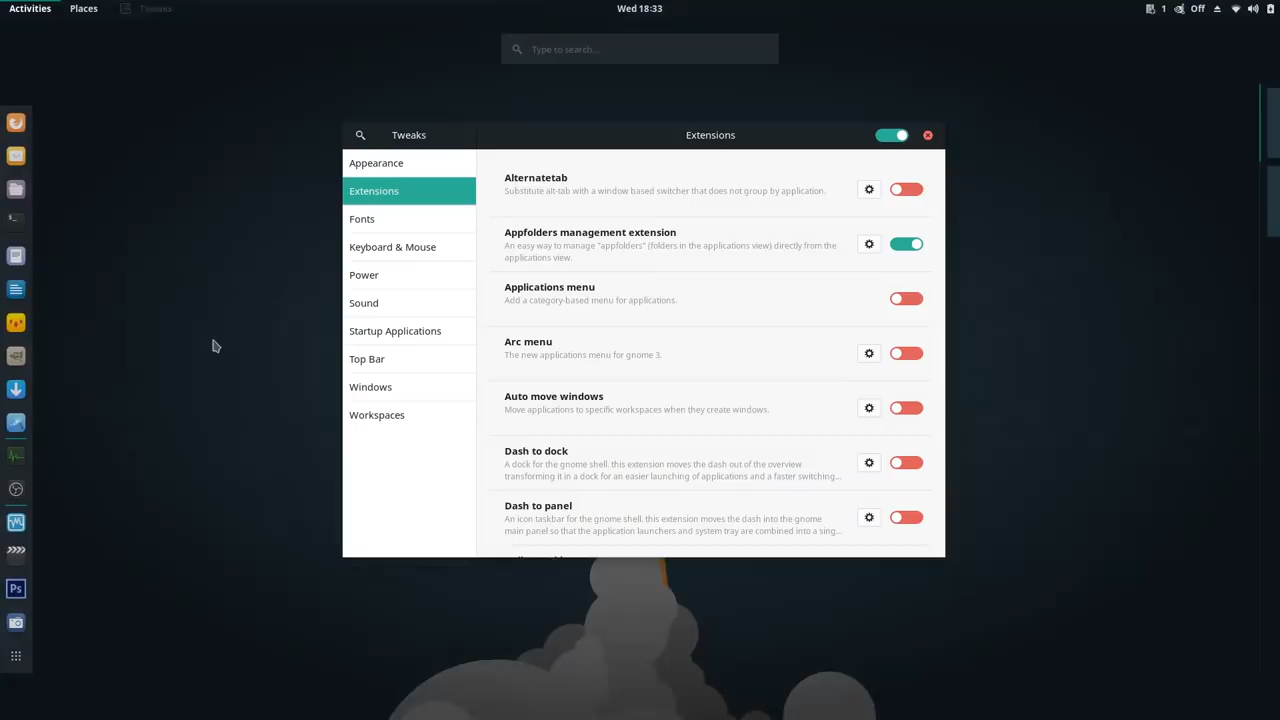 Activities Places Tweaks Wed 18:33 1 Off
Type to search...
Tweaks Extensions
Appearance
Extensions
Fonts
Keyboard & Mouse
Power
Sound
Startup Applications
Top Bar
Windows
Workspaces
Alternatetab
Substitute alt-tab with a window based switcher that does not group by application.
Appfolders management extension
An easy way to manage "appfolders" (folders in the applications view) directly from the
applications view.
Applications menu
Add a category-based menu for applications.
Arc menu
The new applications menu for gnome 3.
Auto move windows
Move applications to specific workspaces when they create windows.
Dash to dock
A dock for the gnome shell. this extension moves the dash out of the overview
transforming it in a dock for an easier launching of applications and a faster switching...
Dash to panel
An icon taskbar for the gnome shell. this extension moves the dash into the gnome
main panel so that the application launchers and system tray are combined into a sing...
Ps